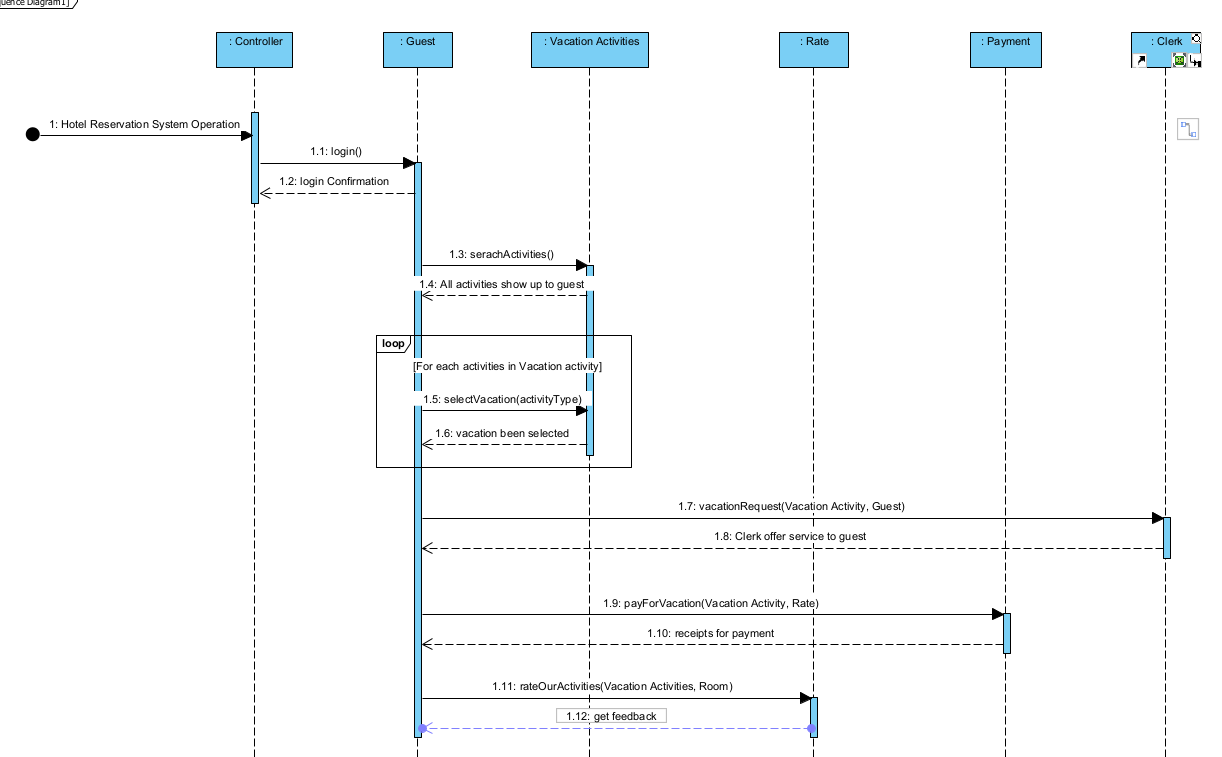 uence Diagram1]
: Controller
: Guest
: Vacation Activities
: Rate
: Payment
: Clerk
1: Hotel Reservation System Operation
1.1: login()
1.2: login Confirmation
1.3: serachActivities()
1.4: All activities show up to guest
loop
[For each activities in Vacation activity]
1.5: selectVacation(activityType)
1.6: vacation been selected
1.7: vacationRequest(Vacation Activity, Guest)
1.8: Clerk offer service to guest
1.9: payForVacation(Vacation Activity, Rate)
1.10: receipts for payment
1.11: rateOurActivities(Vacation Activities, Room)
1.12: get feedback